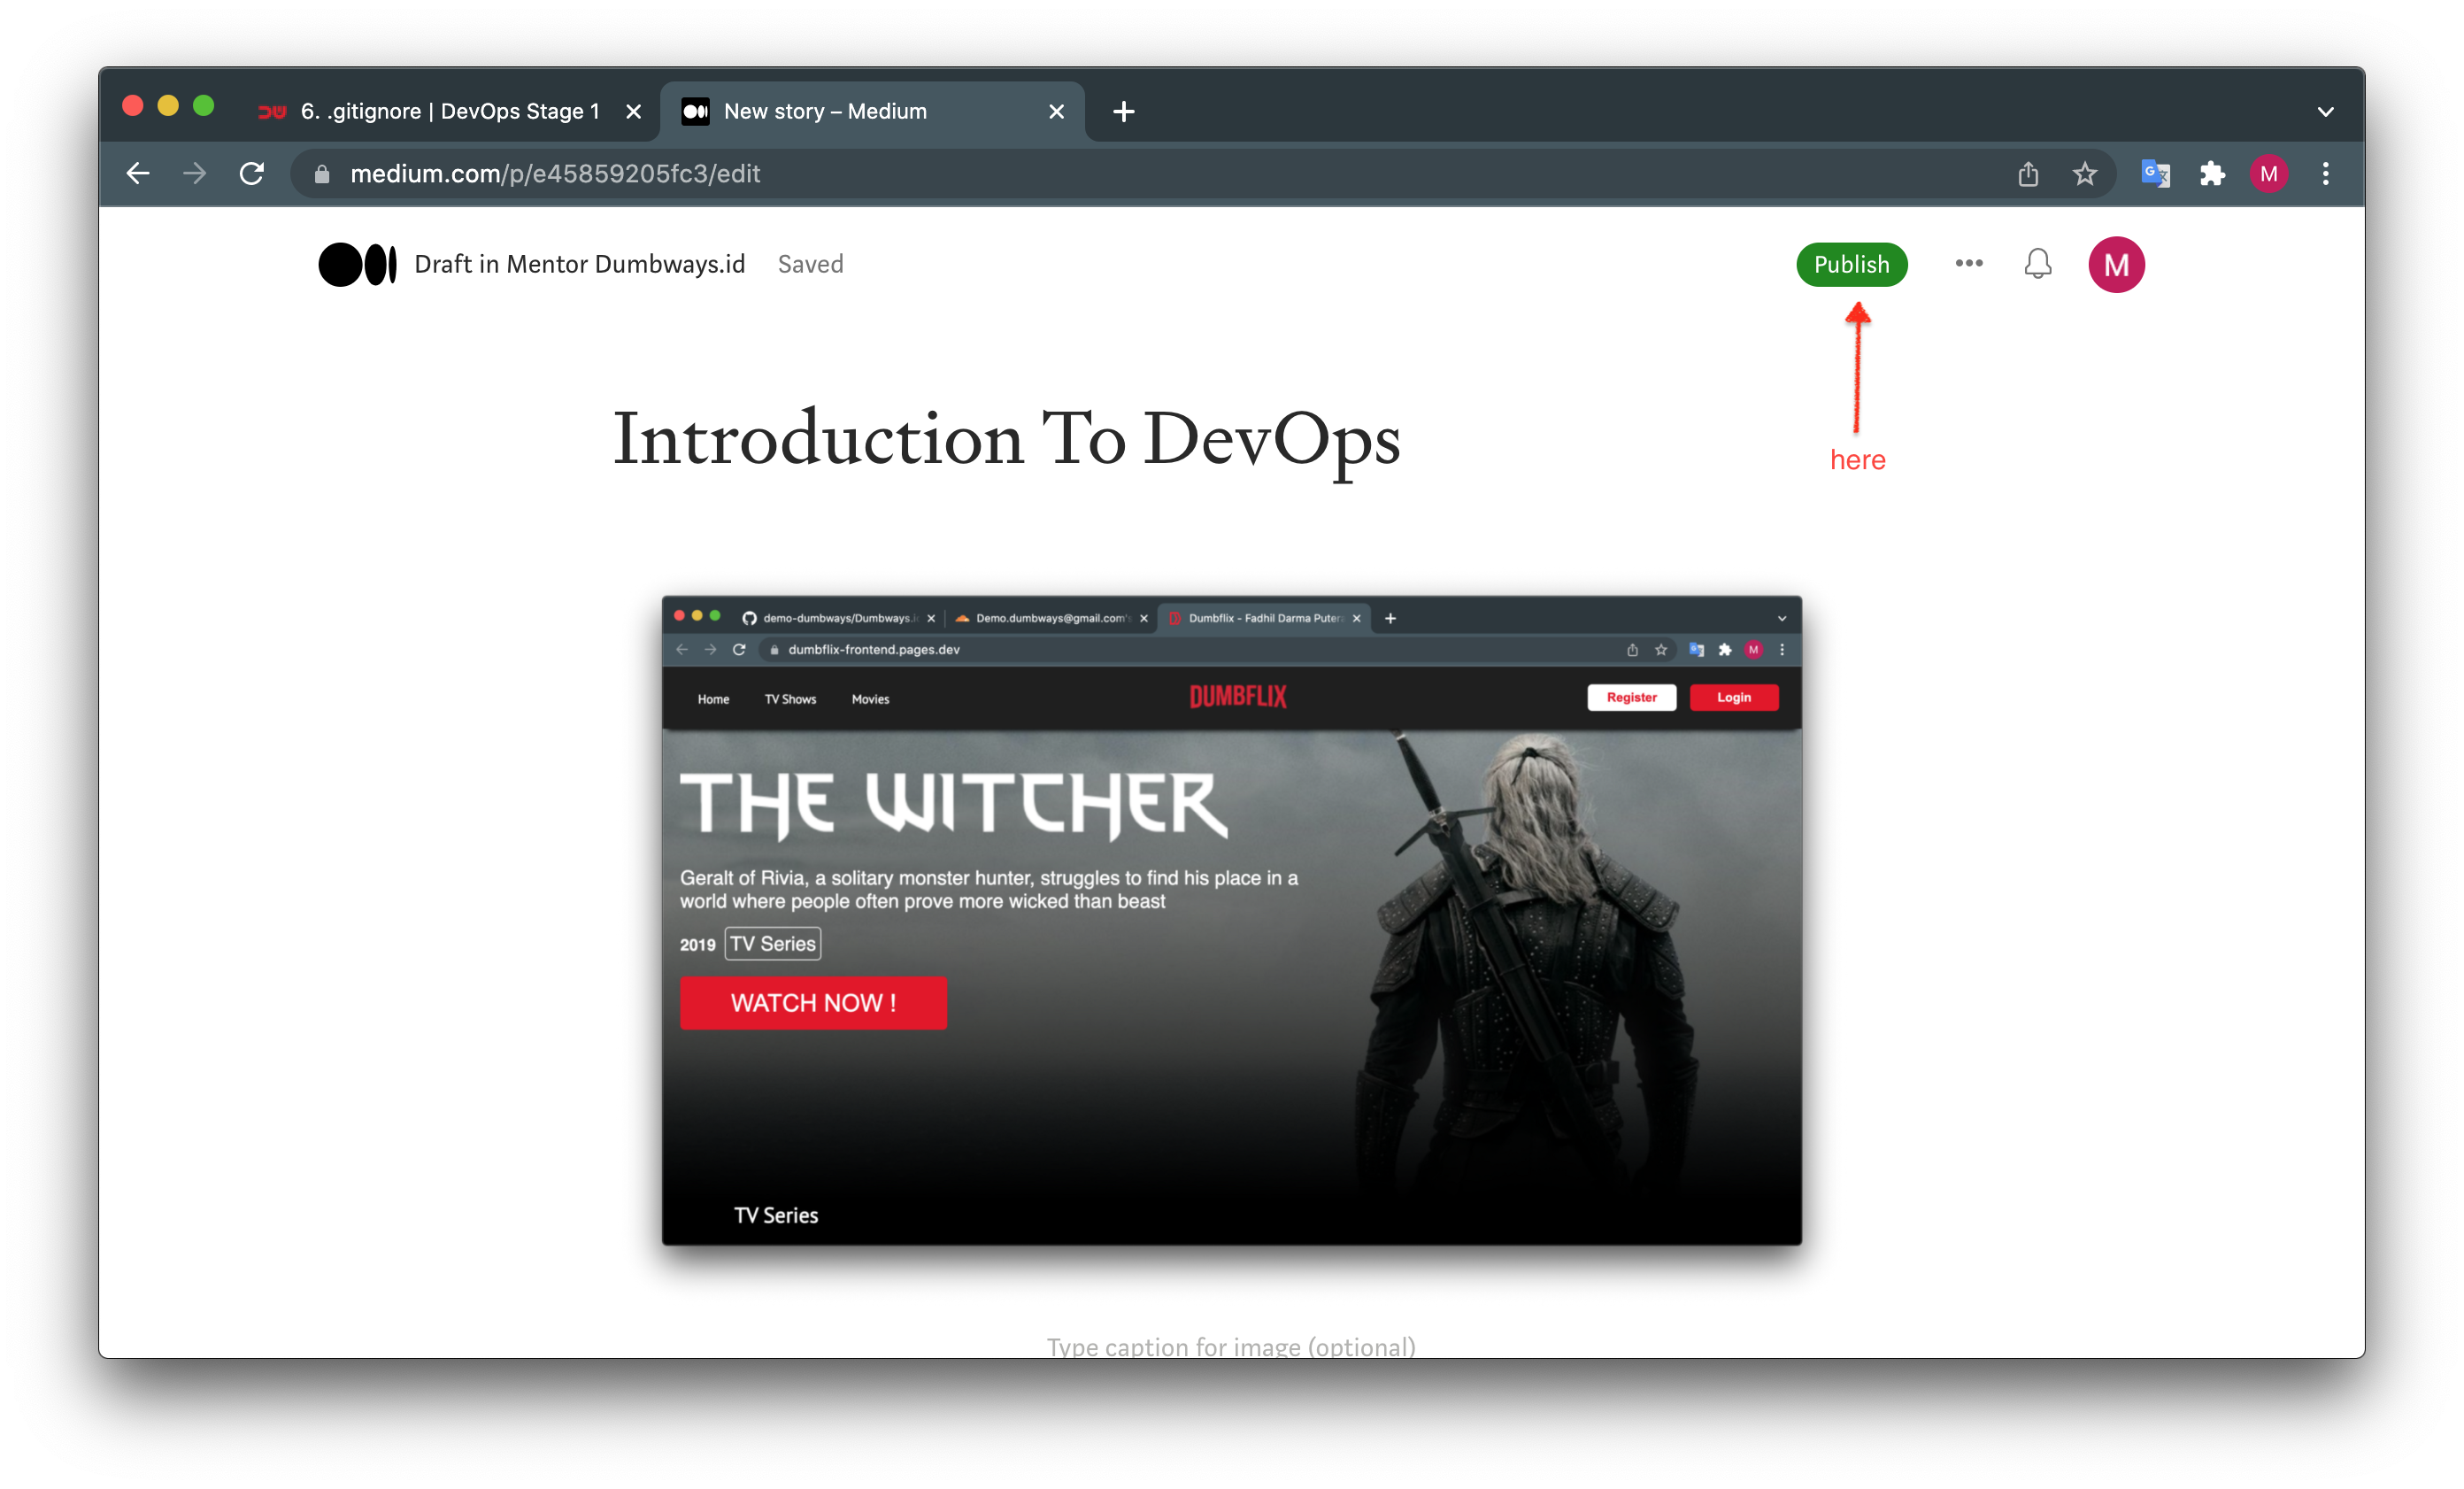 6. .gitignore | DevOps Stage 1
New story – Medium
medium.com/p/e45859205fc3/edit
M
Draft in Mentor Dumbways.id Saved
Publish
M
here
Introduction To DevOps
demo-dumbways/Dumbways.i
Demo.dumbways@gmail.com's
Dumbflix - Fadhil Darma Puter
dumbflix-frontend.pages.dev
M
Home TV Shows Movies
DUMBFLIX
Register Login
THE WITCHER
Geralt of Rivia, a solitary monster hunter, struggles to find his place in a
world where people often prove more wicked than beast
2019 TV Series
WATCH NOW !
TV Series
Type caption for image (optional)